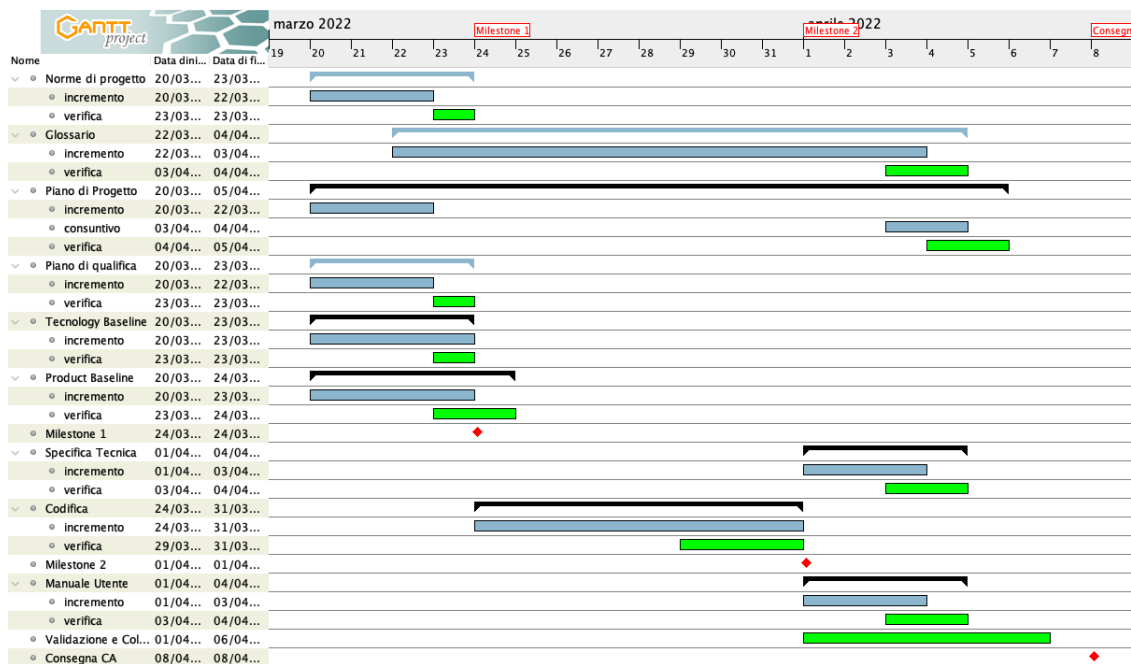 GANTT
project
marzo 2022
aprile 2022
Milestone 1
Milestone 2
Consegn
19 20 21 22 23 24 25 26 27 28 29 30 31 1 2 3 4 5 6 7 8
Nome Data dini... Data di fi...
Norme di progetto 20/03... 23/03...
incremento 20/03... 22/03...
verifica 23/03... 23/03...
Glossario 22/03... 04/04...
incremento 22/03... 03/04...
verifica 03/04... 04/04...
Piano di Progetto 20/03... 05/04...
incremento 20/03... 22/03...
consuntivo 03/04... 04/04...
verifica 04/04... 05/04...
Piano di qualifica 20/03... 23/03...
incremento 20/03... 22/03...
verifica 23/03... 23/03...
Tecnology Baseline 20/03... 23/03...
incremento 20/03... 23/03...
verifica 23/03... 23/03...
Product Baseline 20/03... 24/03...
incremento 20/03... 23/03...
verifica 23/03... 24/03...
Milestone 1 24/03... 24/03...
Specifica Tecnica 01/04... 04/04...
incremento 01/04... 03/04...
verifica 03/04... 04/04...
Codifica 24/03... 31/03...
incremento 24/03... 31/03...
verifica 29/03... 31/03...
Milestone 2 01/04... 01/04...
Manuale Utente 01/04... 04/04...
incremento 01/04... 03/04...
verifica 03/04... 04/04...
Validazione e Col... 01/04... 06/04...
Consegna CA 08/04... 08/04...